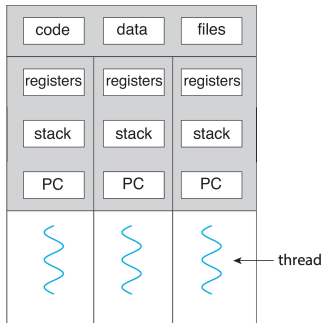 code data files
registers registers registers
stack stack stack
PC PC PC
thread